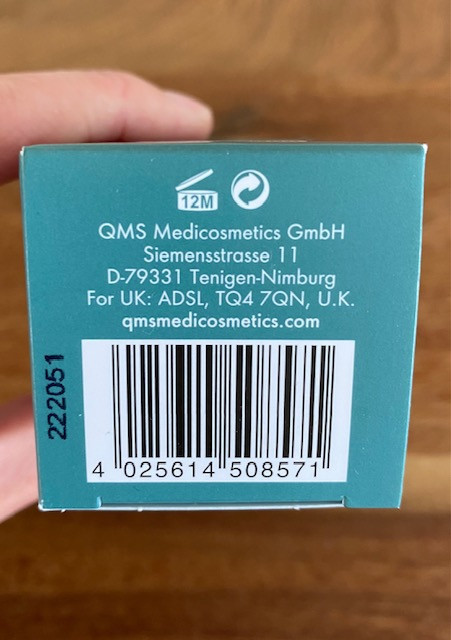 12M
QMS Medicosmetics GmbH
Siemensstrasse 11
D-79331 Tenigen-Nimburg
For UK: ADSL, TQ4 7QN, U.K.
qmsmedicosmetics.com
222051
4 025614 508571